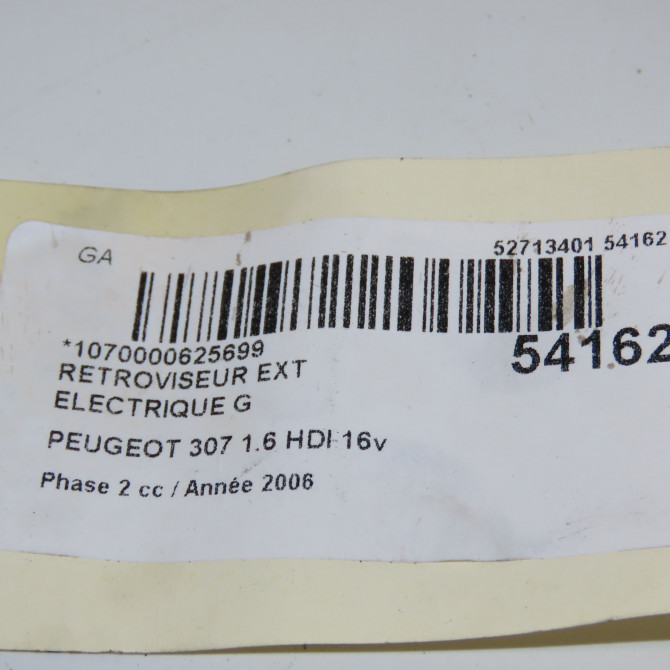 GA
52713401 54162
*1070000625699
54162
RETROVISEUR EXT
ELECTRIQUE G
PEUGEOT 307 1.6 HDI 16v
Phase 2 cc / Année 2006